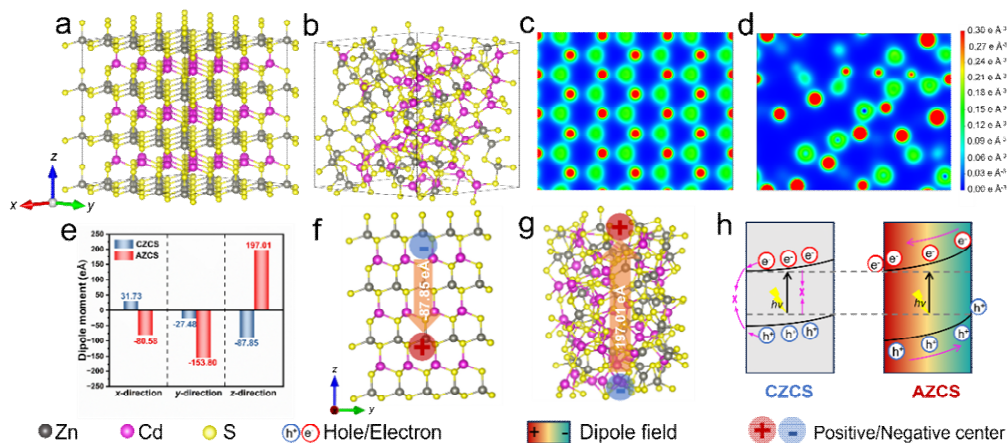 a
b
c
d
0.30 e Å-3
0.27 e Å-3
0.24 e Å-3
0.21 e Å-3
0.18 e Å-3
0.15 e Å-3
0.12 e Å-3
0.09 e Å-3
0.06 e Å-3
0.03 e Å-3
0.00 e Å-3
z
x
y
e
Dipole moment (eÅ)
250
200
150
100
50
0
-50
-100
-150
-200
-250
CZCS
AZCS
31.73
-80.58
-27.48
-153.80
-87.85
197.01
x-direction
y-direction
z-direction
f
-
-87.85 eÅ
+
z
y
g
+
197.01 eÅ
-
h
e- e- e-
x
x
hv
h+ h+ h+
CZCS
e- e- e- e-
hv
h+ h+ h+ h+
AZCS
Zn
Cd
S
h+ e- Hole/Electron
+ - Dipole field
+ - Positive/Negative center